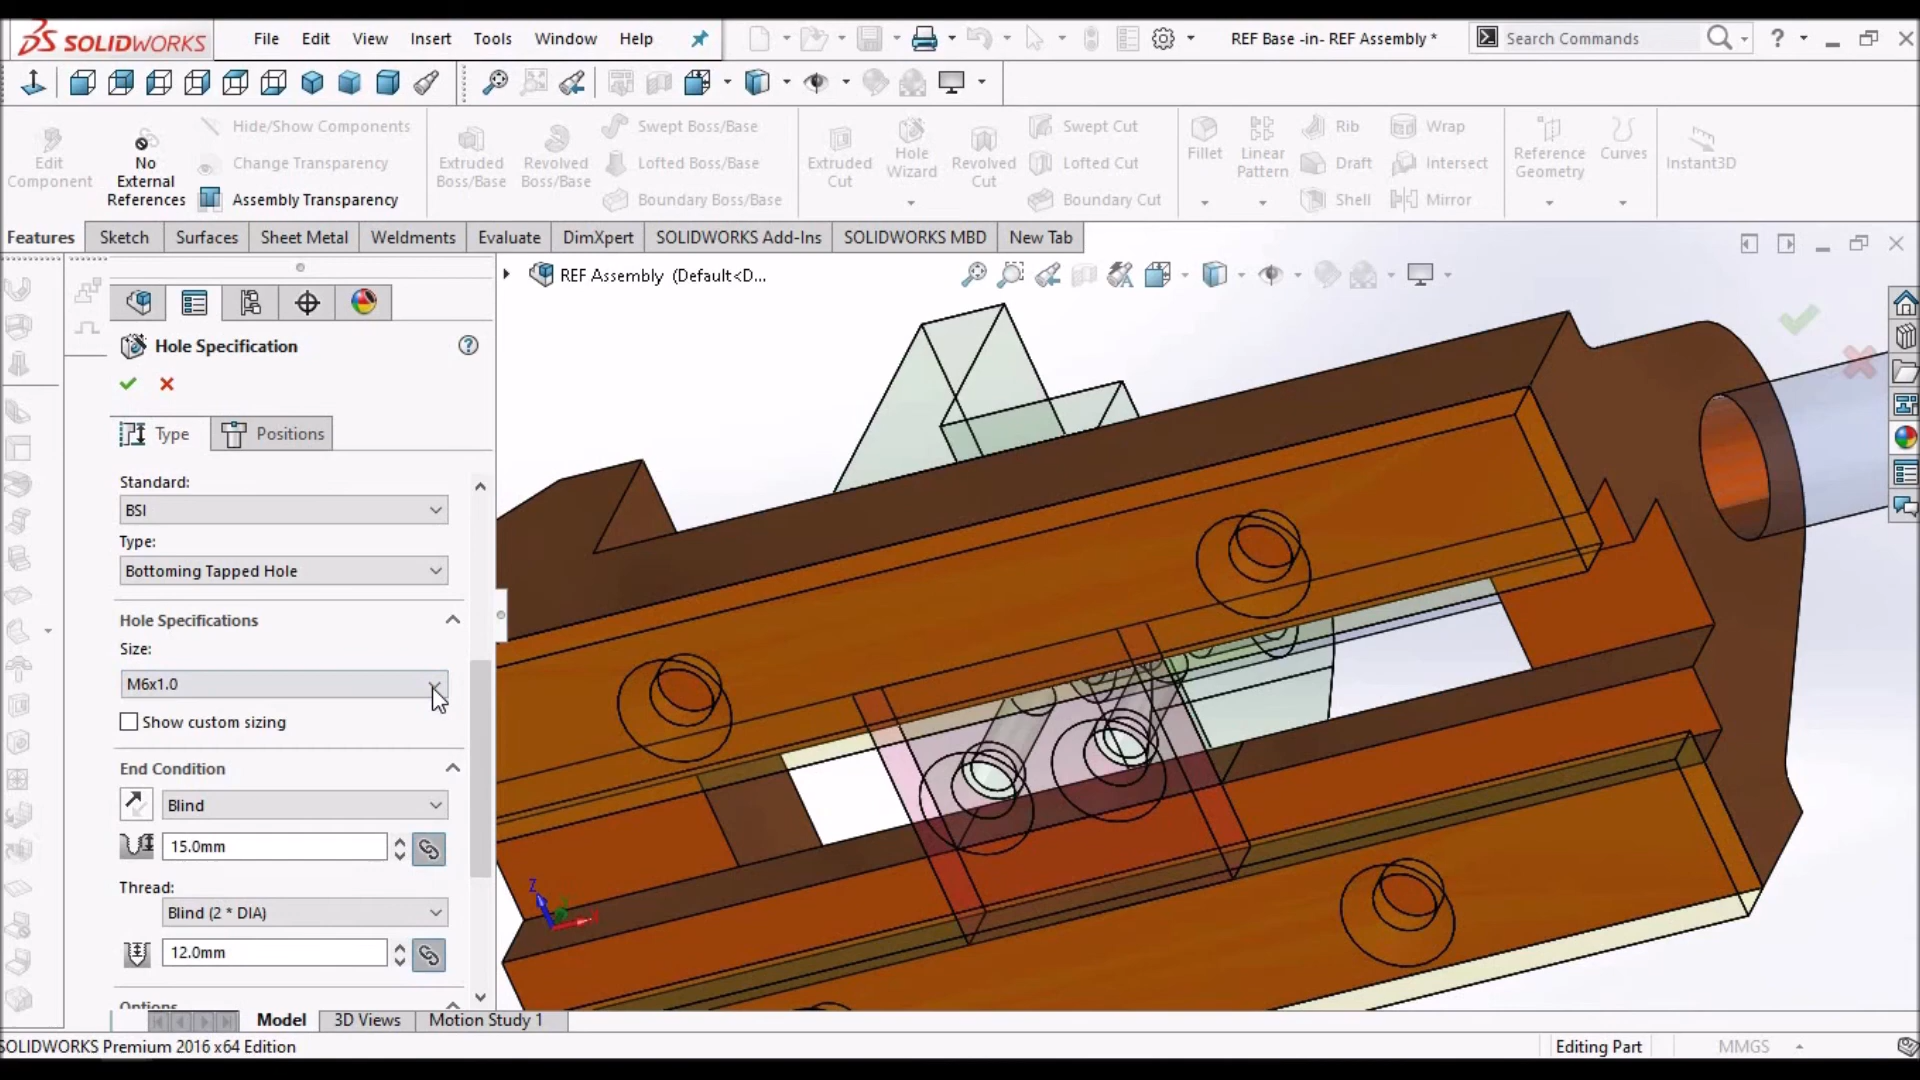 SOLIDWORKS File Edit View Insert Tools Window Help REF Base -in- REF Assembly * Search Commands ?
Edit Component
No External References
Hide/Show Components
Change Transparency
Assembly Transparency
Extruded Boss/Base
Revolved Boss/Base
Swept Boss/Base
Lofted Boss/Base
Boundary Boss/Base
Extruded Cut
Hole Wizard
Revolved Cut
Swept Cut
Lofted Cut
Boundary Cut
Fillet
Linear Pattern
Rib
Draft
Shell
Wrap
Intersect
Mirror
Reference Geometry
Curves
Instant3D
Features Sketch Surfaces Sheet Metal Weldments Evaluate DimXpert SOLIDWORKS Add-Ins SOLIDWORKS MBD New Tab
REF Assembly (Default<D...
Hole Specification ?
Type Positions
Standard:
BSI
Type:
Bottoming Tapped Hole
Hole Specifications
Size:
M6x1.0
Show custom sizing
End Condition
Blind
15.0mm
Thread:
Blind (2 * DIA)
12.0mm
Options
Z
Model 3D Views Motion Study 1
SOLIDWORKS Premium 2016 x64 Edition Editing Part MMGS